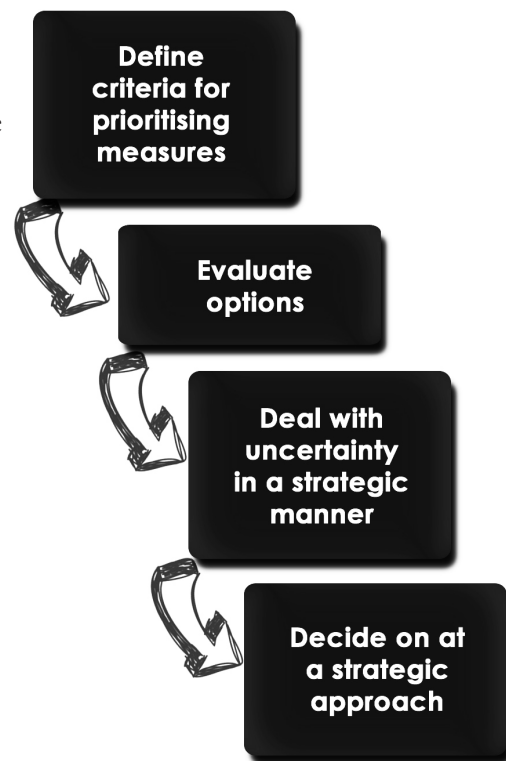 Define
criteria for
prioritising
measures
Evaluate
options
Deal with
uncertainty
in a strategic
manner
Decide on at
a strategic
approach